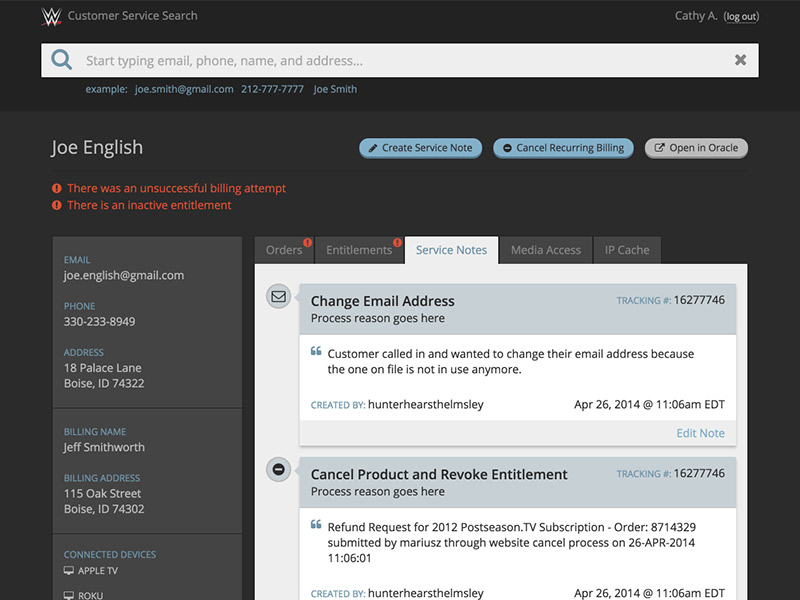 W Customer Service Search
Cathy A. (log out)
Start typing email, phone, name, and address...
example: joe.smith@gmail.com 212-777-7777 Joe Smith
Joe English
Create Service Note
Cancel Recurring Billing
Open in Oracle
There was an unsuccessful billing attempt
There is an inactive entitlement
EMAIL
joe.english@gmail.com
PHONE
330-233-8949
ADDRESS
18 Palace Lane
Boise, ID 74322
BILLING NAME
Jeff Smithworth
BILLING ADDRESS
115 Oak Street
Boise, ID 74302
CONNECTED DEVICES
APPLE TV
ROKU
Orders Entitlements Service Notes Media Access IP Cache
Change Email Address
TRACKING #: 16277746
Process reason goes here
“ Customer called in and wanted to change their email address because
the one on file is not in use anymore.
CREATED BY: hunterhearsthelmsley
Apr 26, 2014 @ 11:06am EDT
Edit Note
Cancel Product and Revoke Entitlement
TRACKING #: 16277746
Process reason goes here
“ Refund Request for 2012 Postseason.TV Subscription - Order: 8714329
submitted by mariusz through website cancel process on 26-APR-2014
11:06:01
CREATED BY: hunterhearsthelmsley
Apr 26, 2014 @ 11:06am EDT